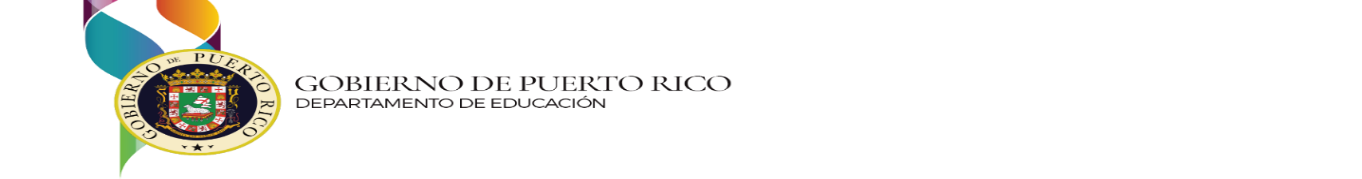 GOBIERNO DE PUERTO RICO
GOBIERNO DE PUERTO RICO
DEPARTAMENTO DE EDUCACIÓN